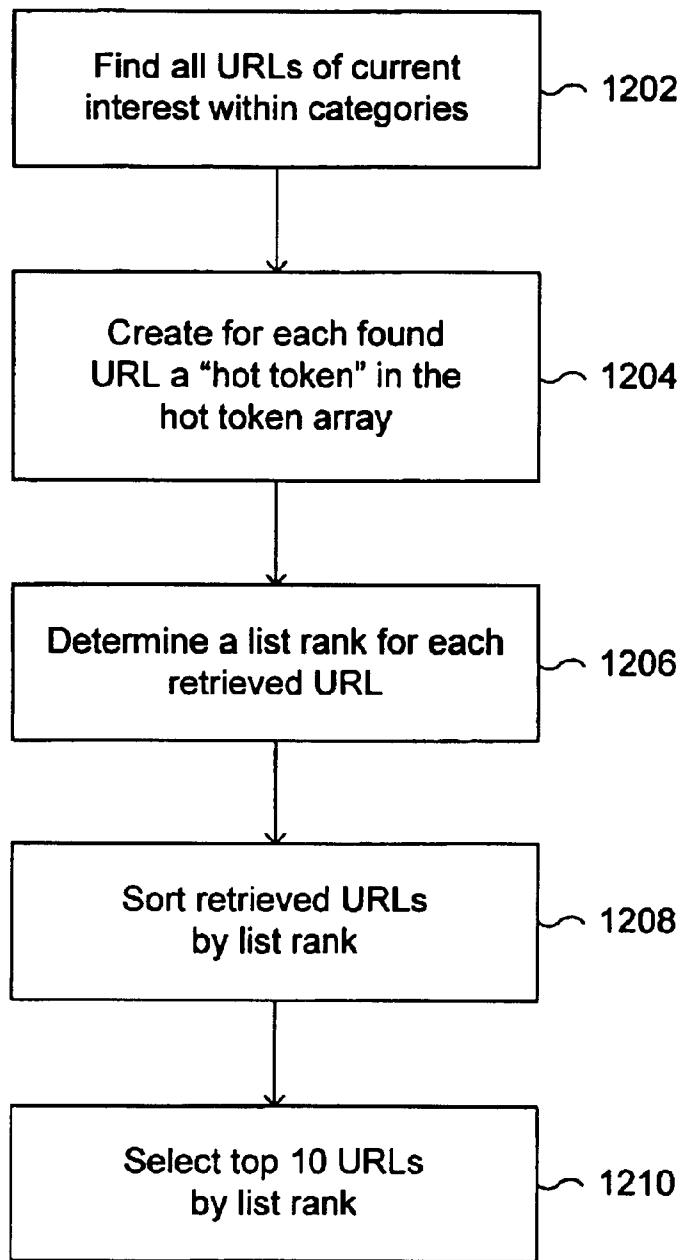 Find all URLs of current
interest within categories
1202
Create for each found
URL a “hot token” in the
hot token array
1204
Determine a list rank for each
retrieved URL
1206
Sort retrieved URLs
by list rank
1208
Select top 10 URLs
by list rank
1210